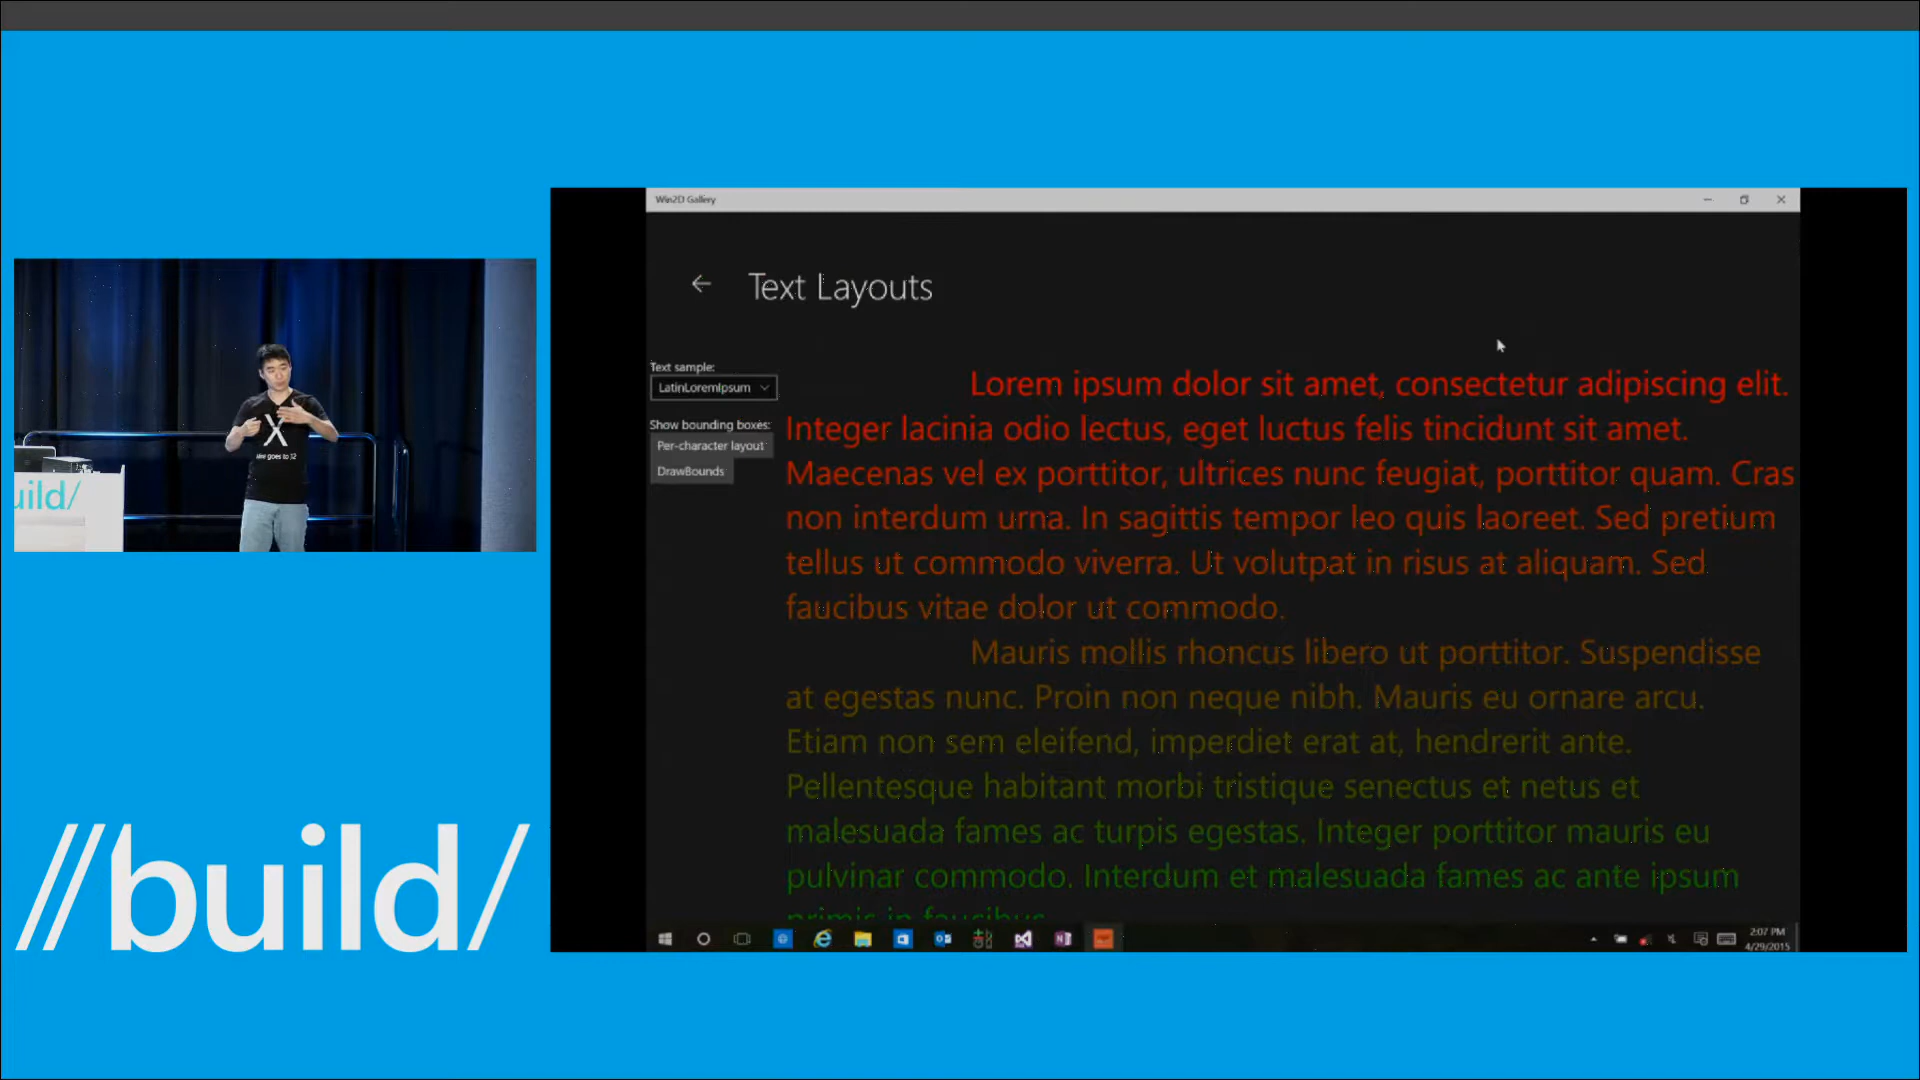 Win2D Gallery
Text Layouts
Text sample:
LatinLoremIpsum
Show bounding boxes:
Per-character layout
DrawBounds
Lorem ipsum dolor sit amet, consectetur adipiscing elit.
Integer lacinia odio lectus, eget luctus felis tincidunt sit amet.
Maecenas vel ex porttitor, ultrices nunc feugiat, porttitor quam. Cras
non interdum urna. In sagittis tempor leo quis laoreet. Sed pretium
tellus ut commodo viverra. Ut volutpat in risus at aliquam. Sed
faucibus vitae dolor ut commodo.
Mauris mollis rhoncus libero ut porttitor. Suspendisse
at egestas nunc. Proin non neque nibh. Mauris eu ornare arcu.
Etiam non sem eleifend, imperdiet erat at, hendrerit ante.
Pellentesque habitant morbi tristique senectus et netus et
malesuada fames ac turpis egestas. Integer porttitor mauris eu
pulvinar commodo. Interdum et malesuada fames ac ante ipsum
primis in faucibus
2:07 PM
4/29/2015
X
goes to
uild/
//build/